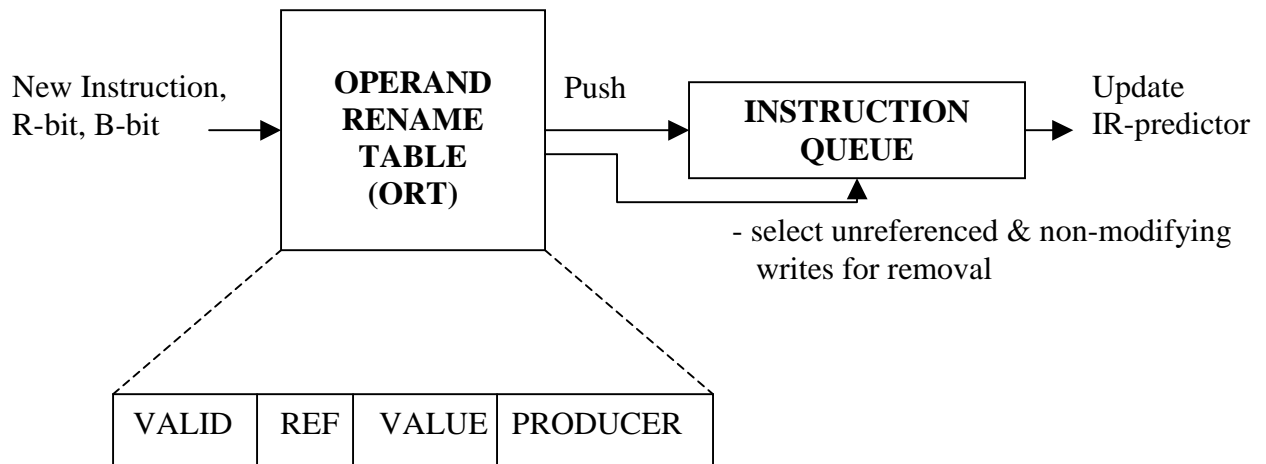 New Instruction,
R-bit, B-bit
OPERAND
RENAME
TABLE
(ORT)
Push
INSTRUCTION
QUEUE
Update
IR-predictor
- select unreferenced & non-modifying
writes for removal
VALID REF VALUE PRODUCER